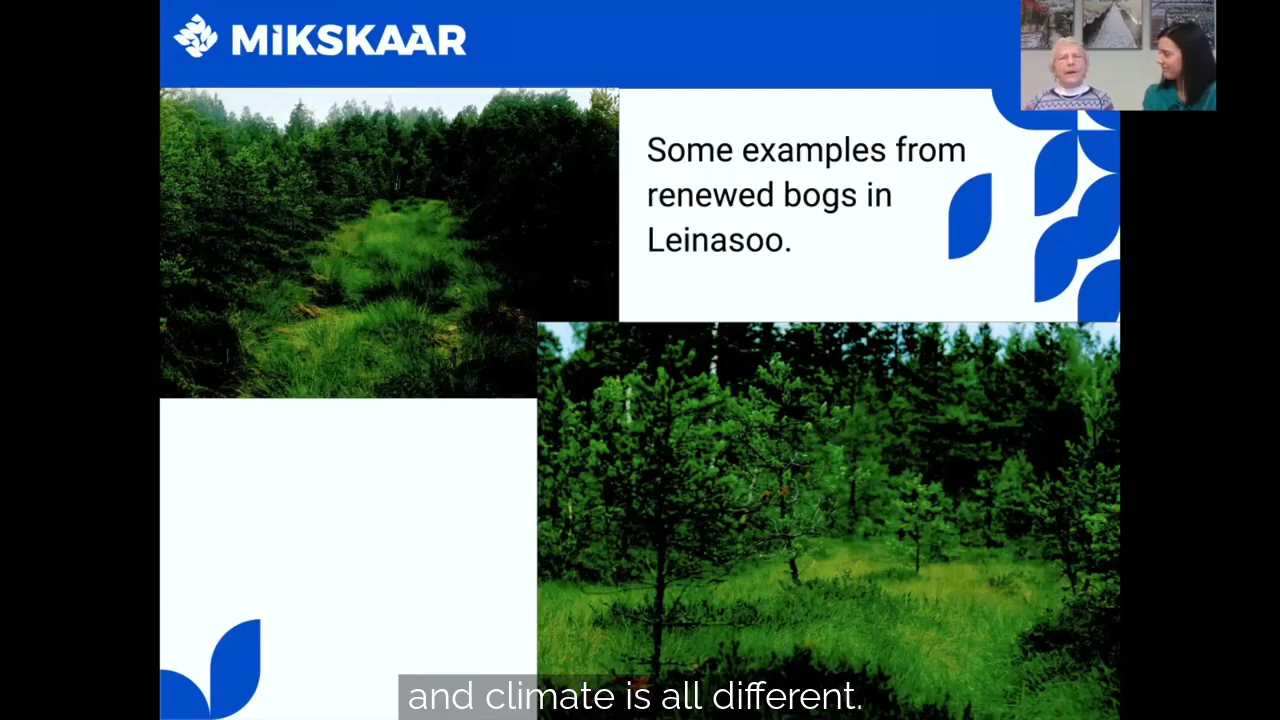 MIKSKAAR
Some examples from
renewed bogs in
Leinasoo.
and climate is all different.